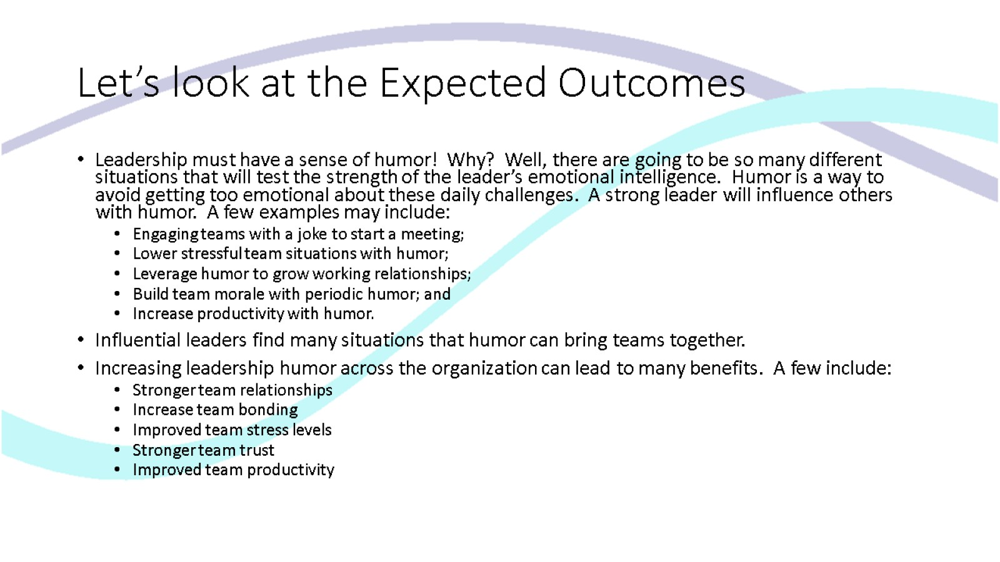 Let’s look at the Expected Outcomes
• Leadership must have a sense of humor!  Why?  Well, there are going to be so many different
situations that will test the strength of the leader’s emotional intelligence.  Humor is a way to
avoid getting too emotional about these daily challenges.  A strong leader will influence others
with humor.  A few examples may include:
• Engaging teams with a joke to start a meeting;
• Lower stressful team situations with humor;
• Leverage humor to grow working relationships;
• Build team morale with periodic humor; and
• Increase productivity with humor.
• Influential leaders find many situations that humor can bring teams together.
• Increasing leadership humor across the organization can lead to many benefits.  A few include:
• Stronger team relationships
• Increase team bonding
• Improved team stress levels
• Stronger team trust
• Improved team productivity